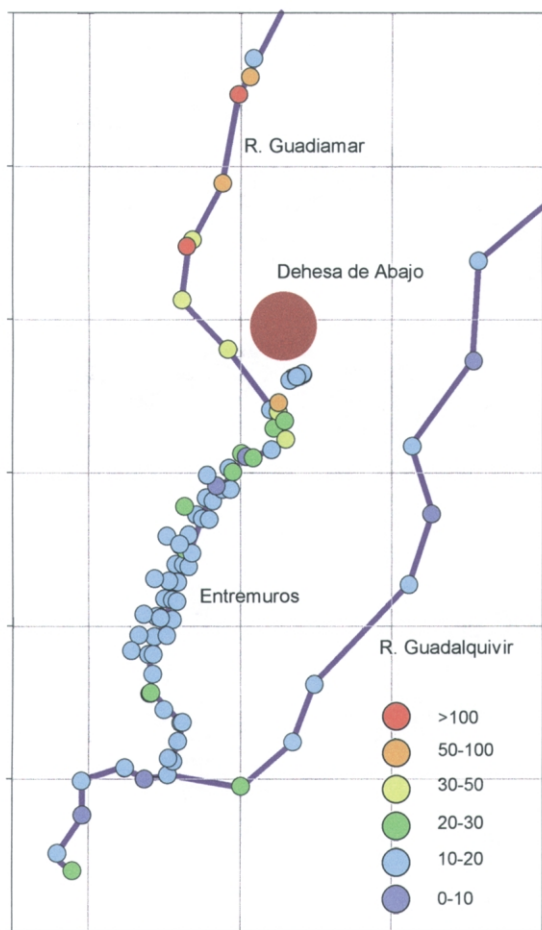 R. Guadiamar
Dehesa de Abajo
Entremuros
R. Guadalquivir
>100
50-100
30-50
20-30
10-20
0-10